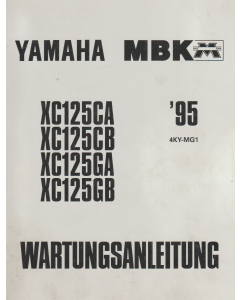 YAMAHA MBK
XC125CA '95
XC125CB 4KY-MG1
XC125GA
XC125GB
WARTUNGSANLEITUNG